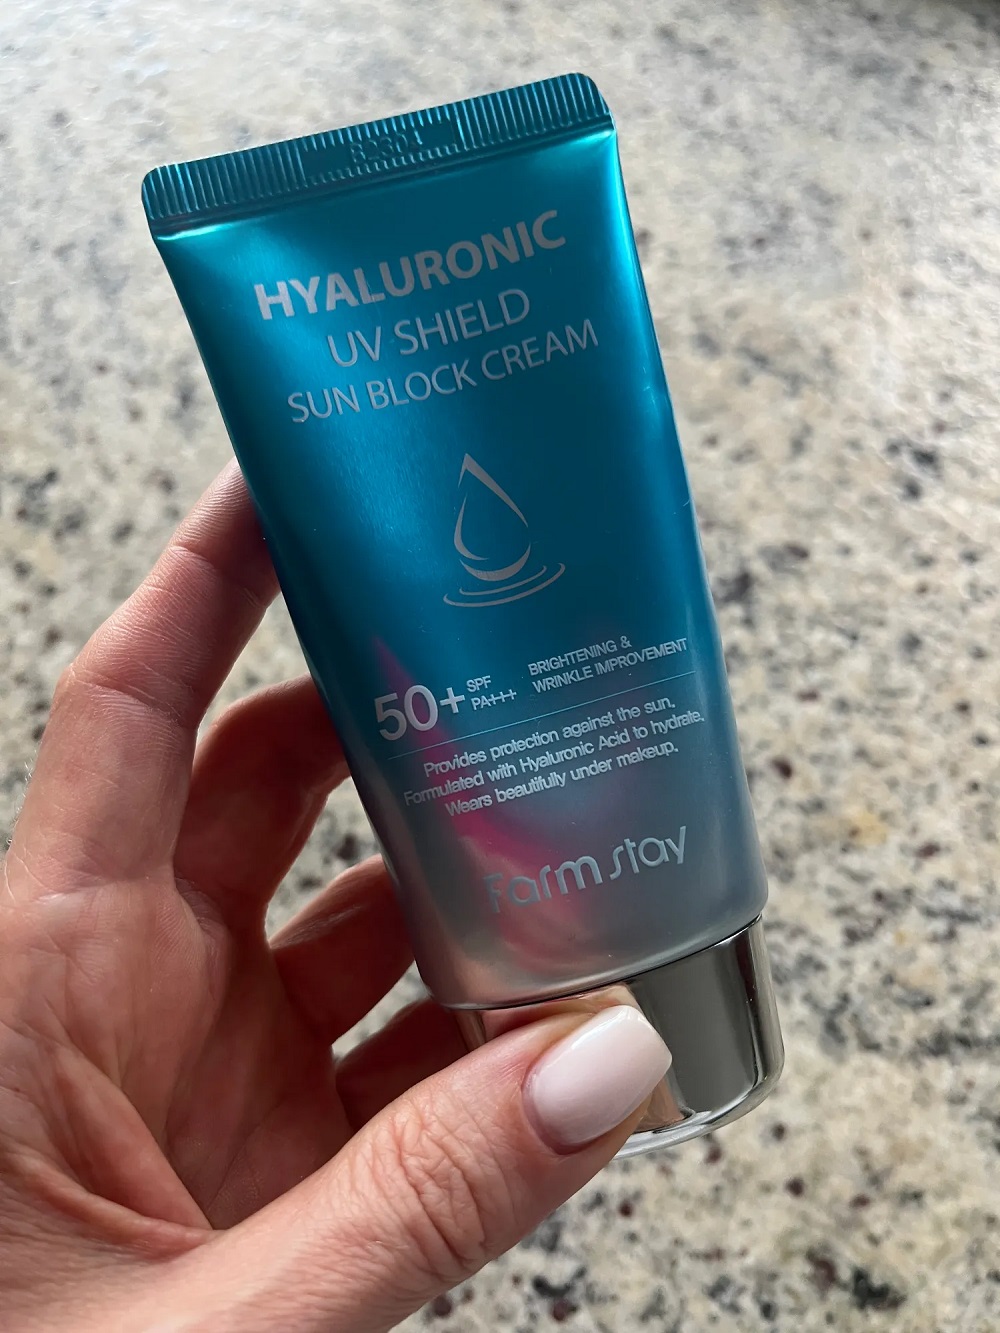 HYALURONIC
UV SHIELD
SUN BLOCK CREAM
50+ SPF
PA+++
BRIGHTENING &
WRINKLE IMPROVEMENT
Provides protection against the sun.
Formulated with Hyaluronic Acid to hydrate.
Wears beautifully under makeup.
Farmstay